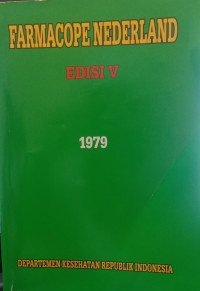 FARMACOPE NEDERLAND
EDISI V
1979
DEPARTEMEN KESEHATAN REPUBLIK INDONESIA